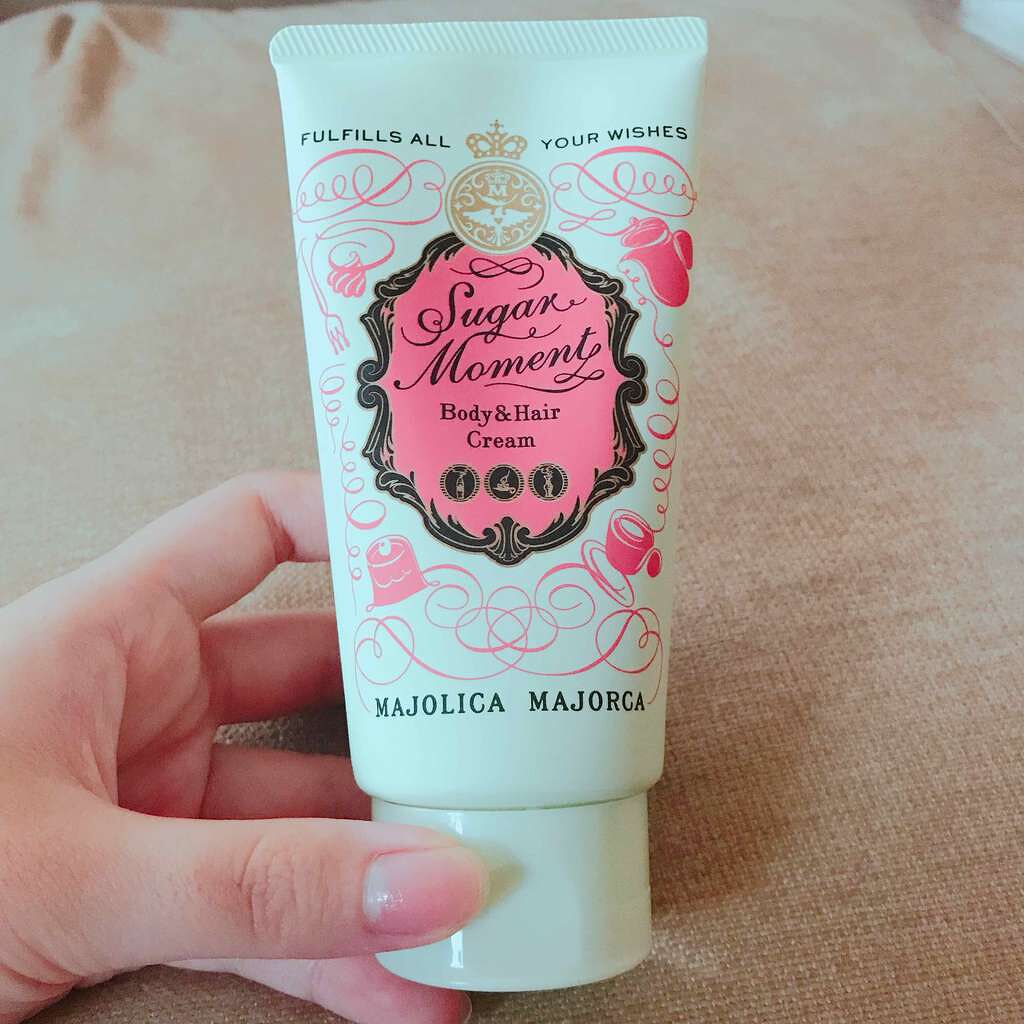 FULFILLS ALL YOUR WISHES
M
Sugar
Moment
Body&Hair
Cream
MAJOLICA MAJORCA